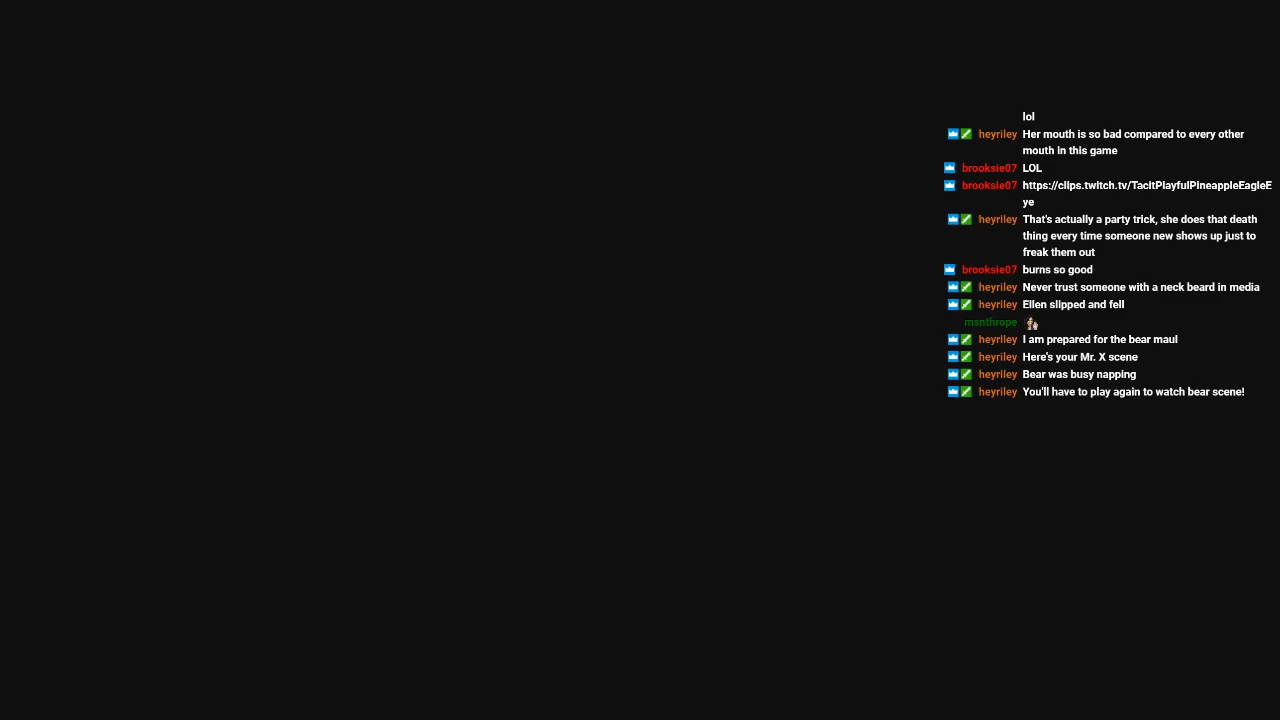 lol
heyriley Her mouth is so bad compared to every other
mouth in this game
brooksie07 LOL
brooksie07 https://clips.twitch.tv/TacitPlayfulPineappleEagleE
ye
heyriley That's actually a party trick, she does that death
thing every time someone new shows up just to
freak them out
brooksie07 burns so good
heyriley Never trust someone with a neck beard in media
heyriley Ellen slipped and fell
msnthrope
heyriley I am prepared for the bear maul
heyriley Here's your Mr. X scene
heyriley Bear was busy napping
heyriley You'll have to play again to watch bear scene!